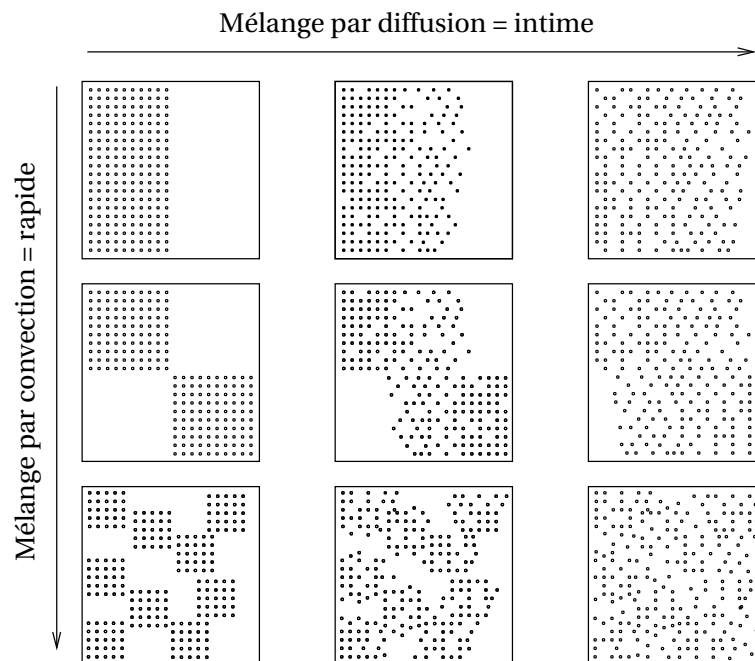 Mélange par diffusion = intime
Mélange par convection = rapide